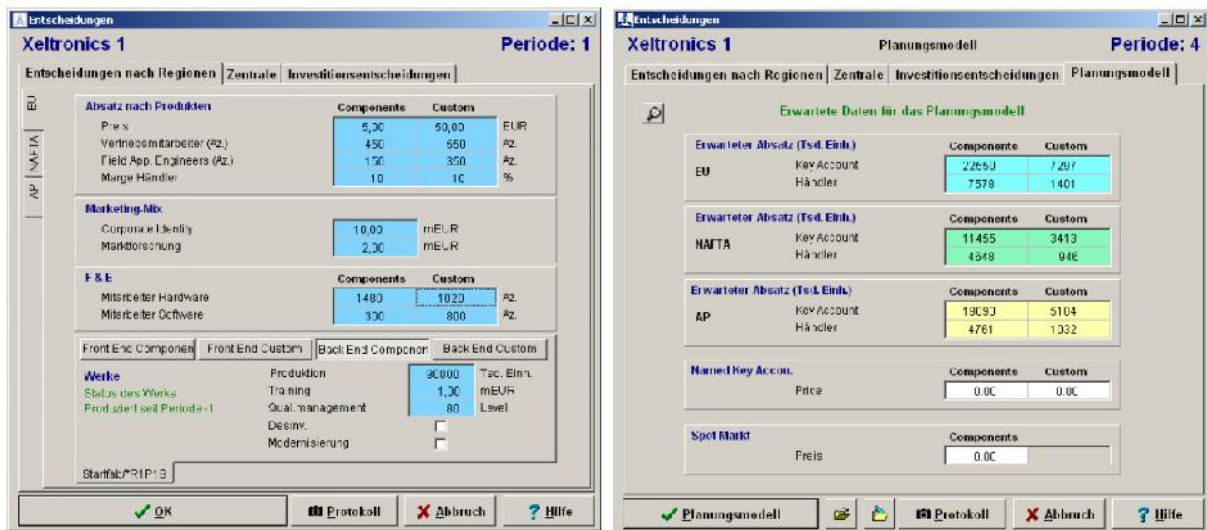 Entscheidungen
Xeltronics 1 Periode: 1
Entscheidungen nach Regionen Zentrale Investitionsentscheidungen
EU
NAFTA
AP
Absatz nach Produkten Components Custom
Preis 5,00 50,00 EUR
Vertriebsmitarbeiter (Az.) 450 550 Az.
Field App. Engineers (Az.) 150 350 Az.
Marge Händler 10 10 %
Marketing-Mix
Corporate Identity 10,00 mEUR
Marktforschung 2,00 mEUR
F & E Components Custom
Mitarbeiter Hardware 1480 1020 Az.
Mitarbeiter Software 300 800 Az.
Front End Componen Front End Custom Back End Componen Back End Custom
Werke Produktion 90000 Tsd. Einh.
Status des Werks Training 1,00 mEUR
Produziert seit Periode -1 Qual.management 80 Level
Desinv.
Modernisierung
OK Protokoll Abbruch Hilfe
Entscheidungen
Xeltronics 1 Planungsmodell Periode: 4
Entscheidungen nach Regionen Zentrale Investitionsentscheidungen Planungsmodell
Erwartete Daten für das Planungsmodell
Erwarteter Absatz (Tsd. Einh.) Components Custom
EU Key Account 7297
Händler 7578 1401
Erwarteter Absatz (Tsd. Einh.) Components Custom
NAFTA Key Account 11455 3413
Händler 4648 946
Erwarteter Absatz (Tsd. Einh.) Components Custom
AP Key Account 19093 5104
Händler 4761 1032
Named Key Accou. Components Custom
Price 0.00 0.00
Spot Markt Components
Preis 0.00
Planungsmodell Protokoll Abbruch Hilfe